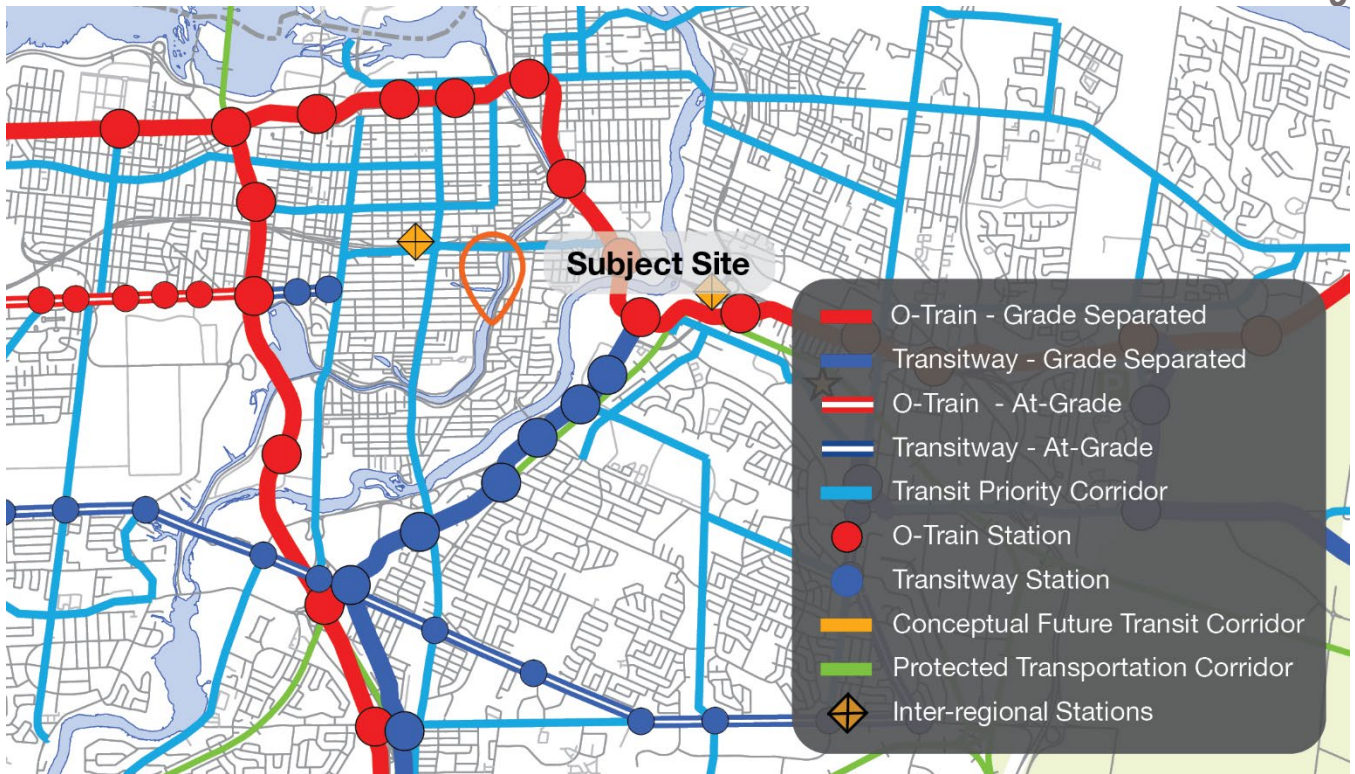 Subject Site
O-Train - Grade Separated
Transitway - Grade Separated
O-Train - At-Grade
Transitway - At-Grade
Transit Priority Corridor
O-Train Station
Transitway Station
Conceptual Future Transit Corridor
Protected Transportation Corridor
Inter-regional Stations